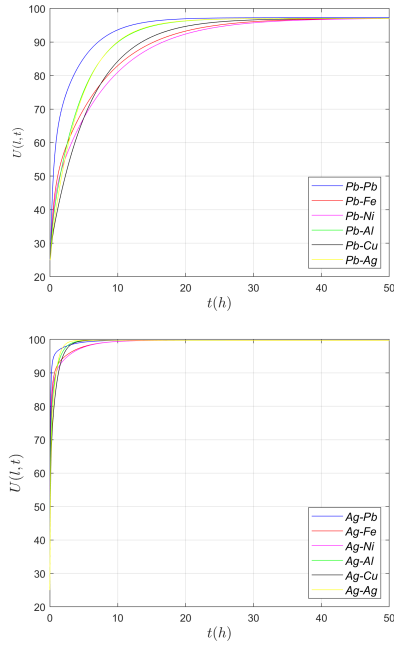 100
90
80
70
60
50
40
30
20
U(l,t)
Pb-Pb
Pb-Fe
Pb-Ni
Pb-Al
Pb-Cu
Pb-Ag
0 10 20 30 40 50
t(h)
100
90
80
70
60
50
40
30
20
U(l,t)
Ag-Pb
Ag-Fe
Ag-Ni
Ag-Al
Ag-Cu
Ag-Ag
0 10 20 30 40 50
t(h)